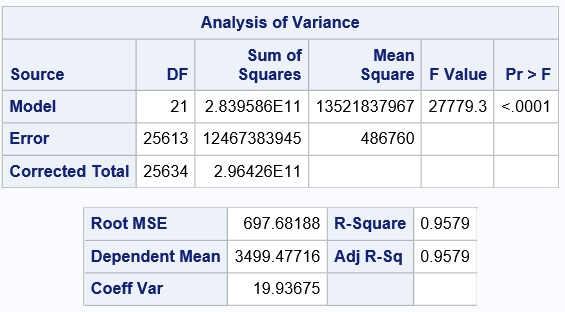 Analysis of Variance
Source DF Sum of Squares Mean Square F Value Pr > F
Model 21 2.839586E11 13521837967 27779.3 <.0001
Error 25613 12467383945 486760
Corrected Total 25634 2.96426E11
Root MSE 697.68188 R-Square 0.9579
Dependent Mean 3499.47716 Adj R-Sq 0.9579
Coeff Var 19.93675